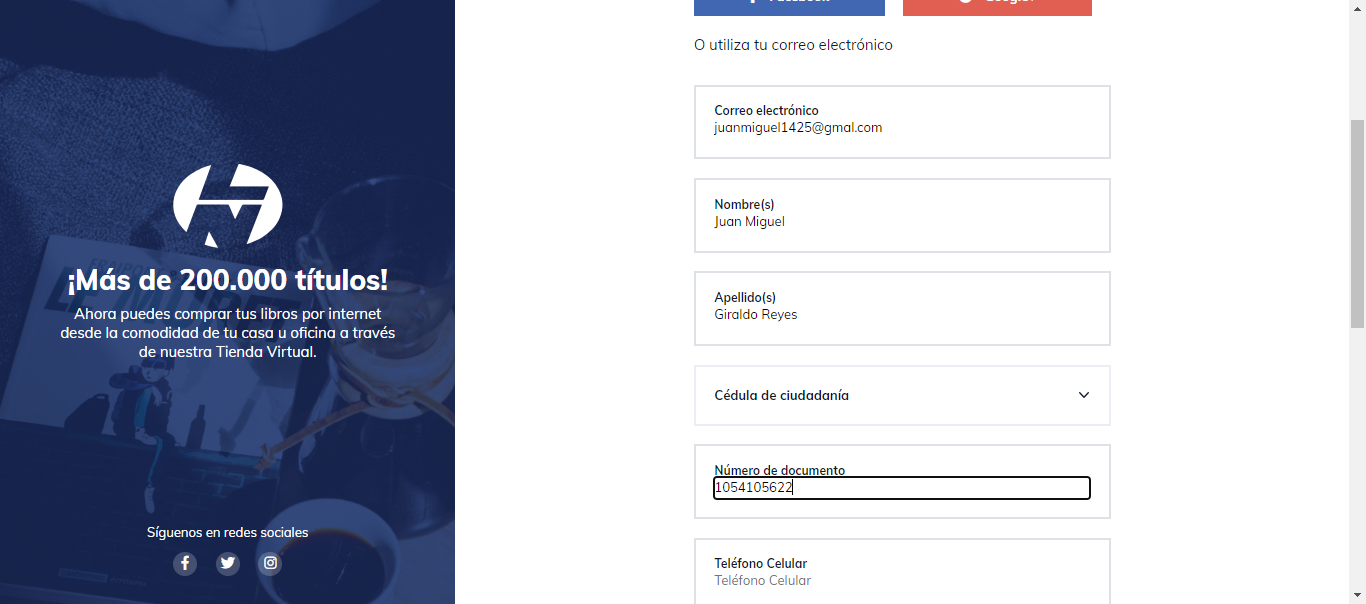 ¡Más de 200.000 títulos!
Ahora puedes comprar tus libros por internet
desde la comodidad de tu casa u oficina a través
de nuestra Tienda Virtual.
Síguenos en redes sociales
O utiliza tu correo electrónico
Correo electrónico
juanmiguel1425@gmal.com
Nombre(s)
Juan Miguel
Apellido(s)
Giraldo Reyes
Cédula de ciudadanía
Número de documento
1054105622
Teléfono Celular
Teléfono Celular